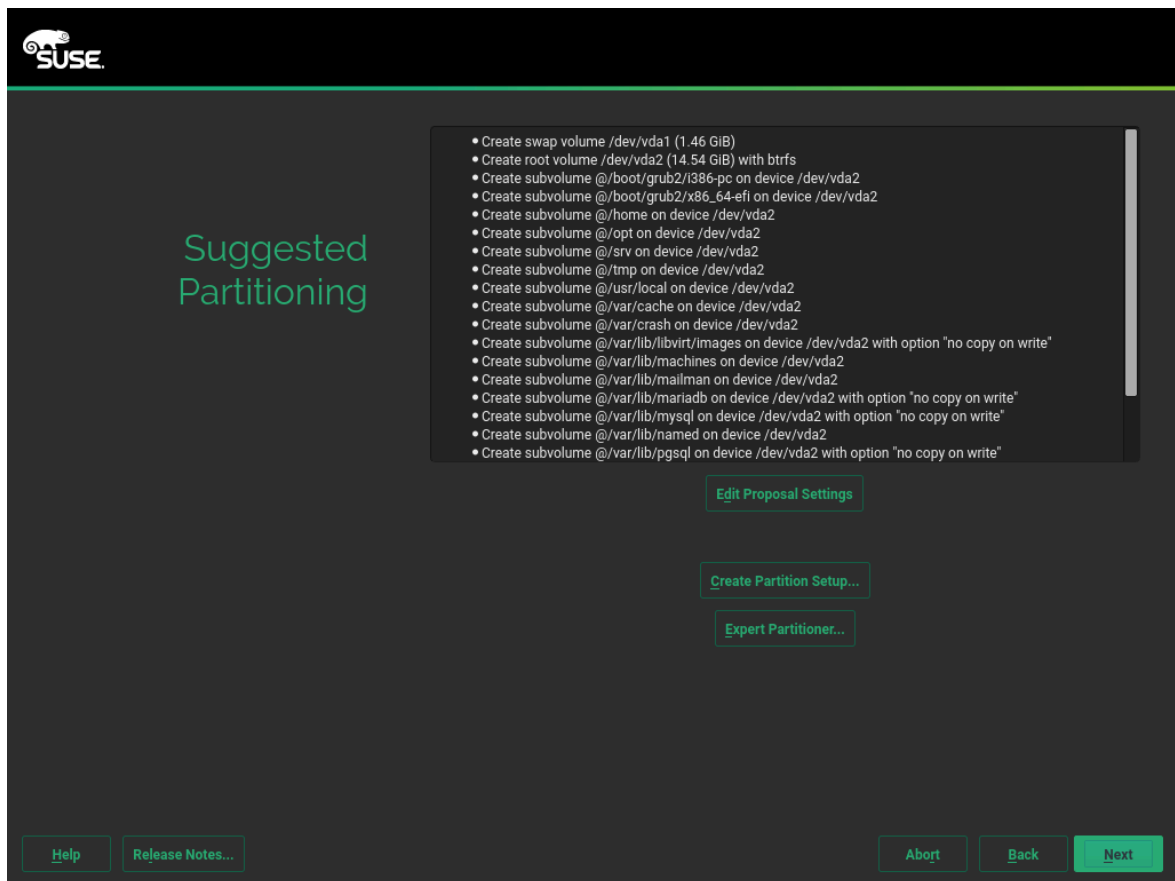 SUSE.
Suggested
Partitioning
• Create swap volume /dev/vda1 (1.46 GiB)
• Create root volume /dev/vda2 (14.54 GiB) with btrfs
• Create subvolume @/boot/grub2/i386-pc on device /dev/vda2
• Create subvolume @/boot/grub2/x86_64-efi on device /dev/vda2
• Create subvolume @/home on device /dev/vda2
• Create subvolume @/opt on device /dev/vda2
• Create subvolume @/srv on device /dev/vda2
• Create subvolume @/tmp on device /dev/vda2
• Create subvolume @/usr/local on device /dev/vda2
• Create subvolume @/var/cache on device /dev/vda2
• Create subvolume @/var/crash on device /dev/vda2
• Create subvolume @/var/lib/libvirt/images on device /dev/vda2 with option "no copy on write"
• Create subvolume @/var/lib/machines on device /dev/vda2
• Create subvolume @/var/lib/mailman on device /dev/vda2
• Create subvolume @/var/lib/mariadb on device /dev/vda2 with option "no copy on write"
• Create subvolume @/var/lib/mysql on device /dev/vda2 with option "no copy on write"
• Create subvolume @/var/lib/named on device /dev/vda2
• Create subvolume @/var/lib/pgsql on device /dev/vda2 with option "no copy on write"
Edit Proposal Settings
Create Partition Setup...
Expert Partitioner...
Help
Release Notes...
Abort
Back
Next